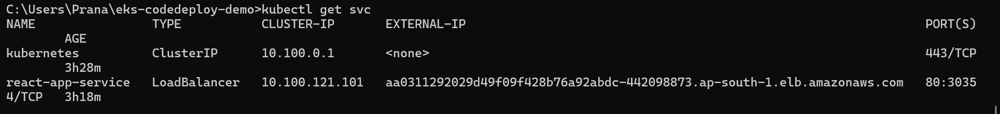 C:\Users\Prana\eks-codedeploy-demo>kubectl get svc
NAME TYPE CLUSTER-IP EXTERNAL-IP PORT(S)
AGE
kubernetes ClusterIP 10.100.0.1 <none> 443/TCP
3h28m
react-app-service LoadBalancer 10.100.121.101 aa0311292029d49f09f428b76a92abdc-442098873.ap-south-1.elb.amazonaws.com 80:3035
4/TCP 3h18m